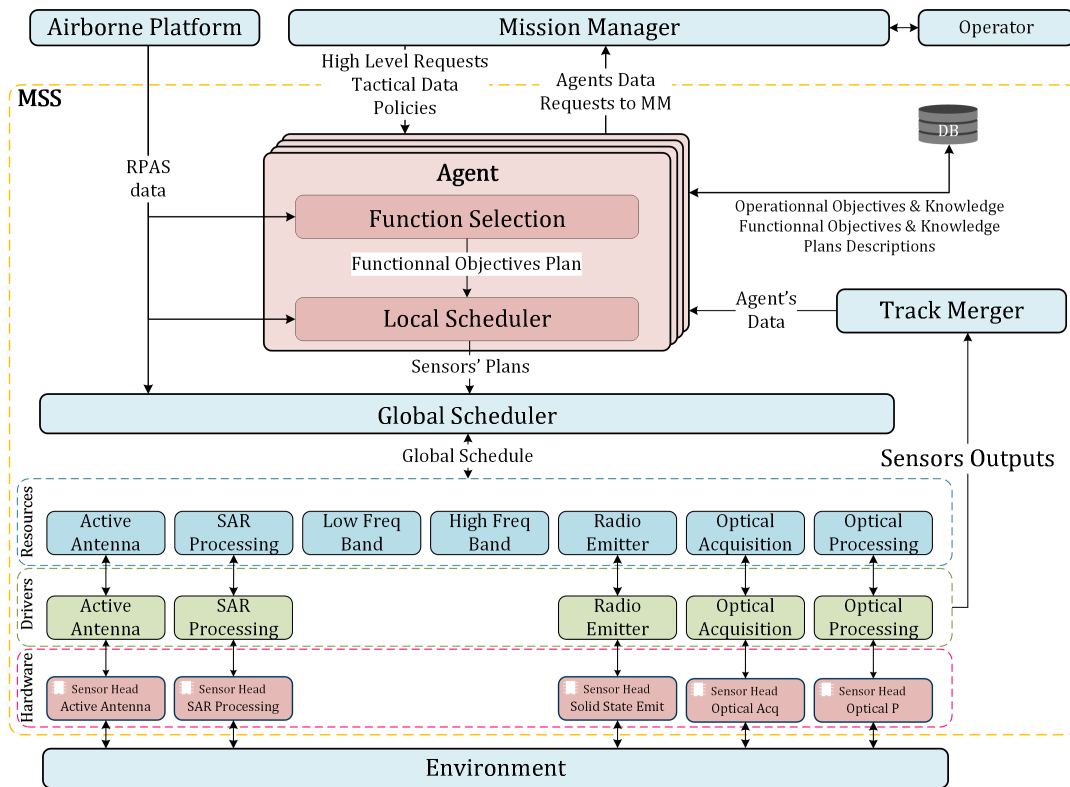 Airborne Platform
Mission Manager
Operator
High Level Requests
Tactical Data
Policies
Agents Data
Requests to MM
MSS
DB
RPAS
data
Agent
Function Selection
Functionnal Objectives Plan
Local Scheduler
Operationnal Objectives & Knowledge
Functionnal Objectives & Knowledge
Plans Descriptions
Agent's
Data
Track Merger
Sensors' Plans
Global Scheduler
Global Schedule
Sensors Outputs
Resources
Active
Antenna
SAR
Processing
Low Freq
Band
High Freq
Band
Radio
Emitter
Optical
Acquisition
Optical
Processing
Drivers
Active
Antenna
SAR
Processing
Radio
Emitter
Optical
Acquisition
Optical
Processing
Hardware
Sensor Head
Active Antenna
Sensor Head
SAR Processing
Sensor Head
Solid State Emit
Sensor Head
Optical Acq
Sensor Head
Optical P
Environment